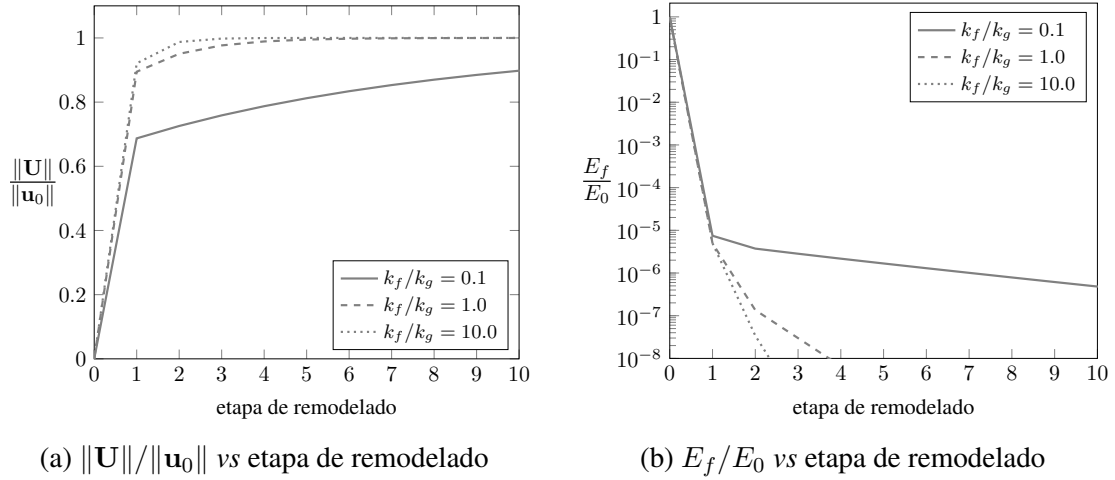 1
0.8
0.6
0.4
0.2
0
‖U‖/‖u₀‖
k_f/k_g = 0.1
k_f/k_g = 1.0
k_f/k_g = 10.0
0 1 2 3 4 5 6 7 8 9 10
etapa de remodelado
(a) ‖U‖/‖u₀‖ vs etapa de remodelado
1
10⁻¹
10⁻²
10⁻³
10⁻⁴
10⁻⁵
10⁻⁶
10⁻⁷
10⁻⁸
E_f/E₀
k_f/k_g = 0.1
k_f/k_g = 1.0
k_f/k_g = 10.0
0 1 2 3 4 5 6 7 8 9 10
etapa de remodelado
(b) E_f/E₀ vs etapa de remodelado